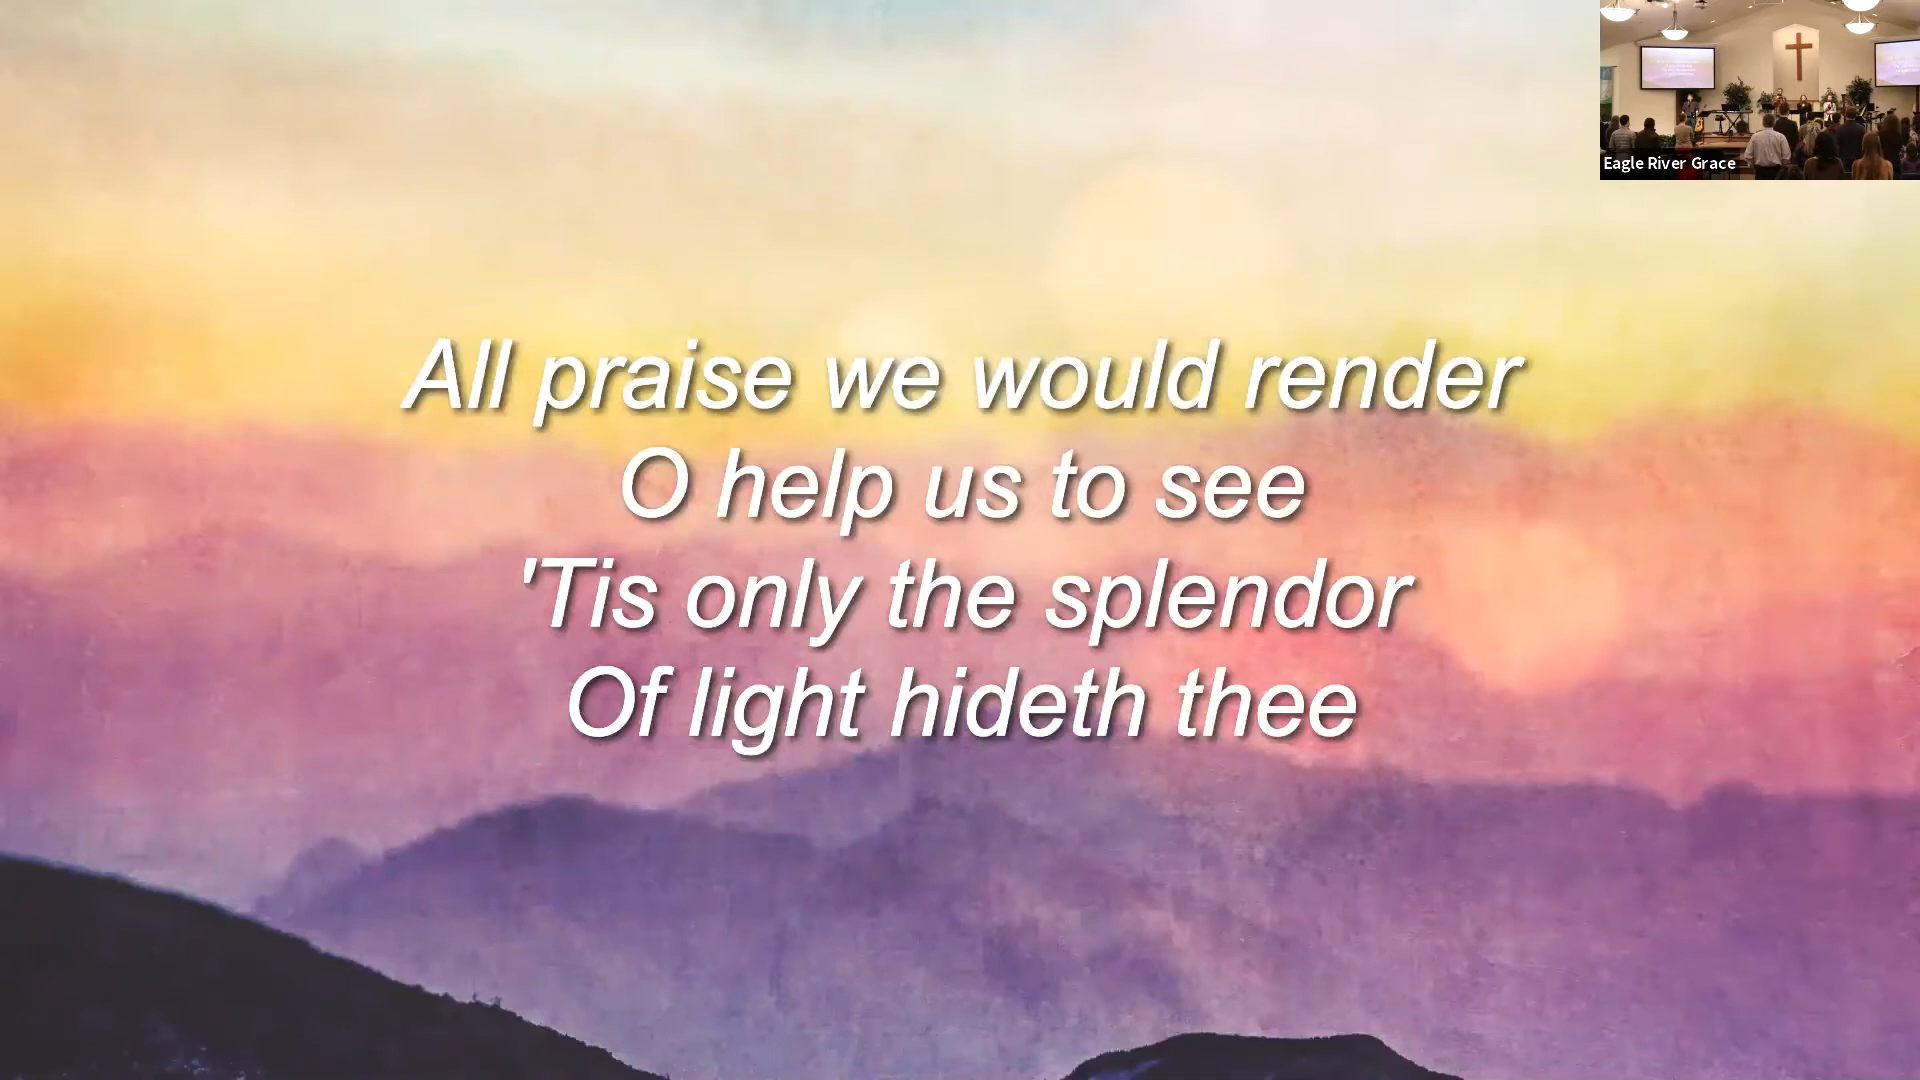 Eagle River Grace
All praise we would render
O help us to see
'Tis only the splendor
Of light hideth thee